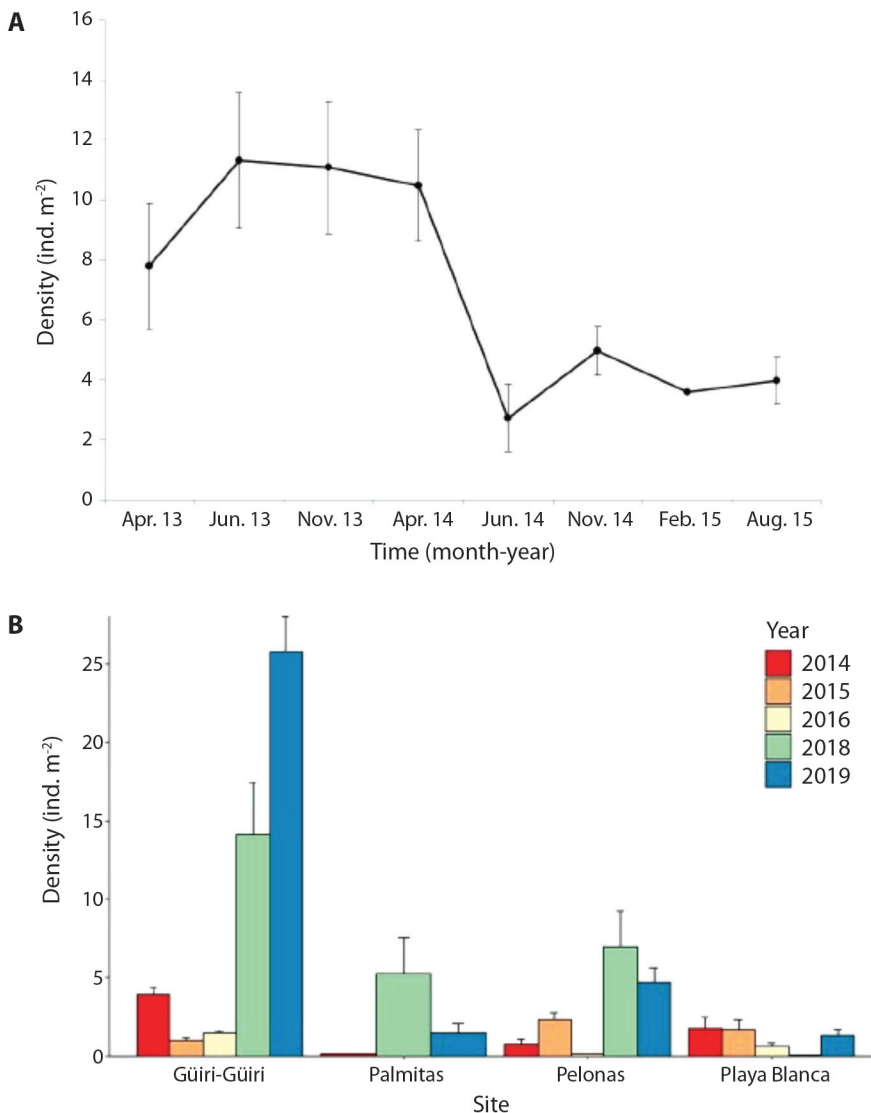 A
16
14
12
10
8
6
4
2
0
Density (ind. m-2)
Apr. 13 Jun. 13 Nov. 13 Apr. 14 Jun. 14 Nov. 14 Feb. 15 Aug. 15
Time (month-year)
B
25
20
15
10
5
0
Density (ind. m-2)
Year
2014
2015
2016
2018
2019
Güiri-Güiri Palmitas Pelonas Playa Blanca
Site